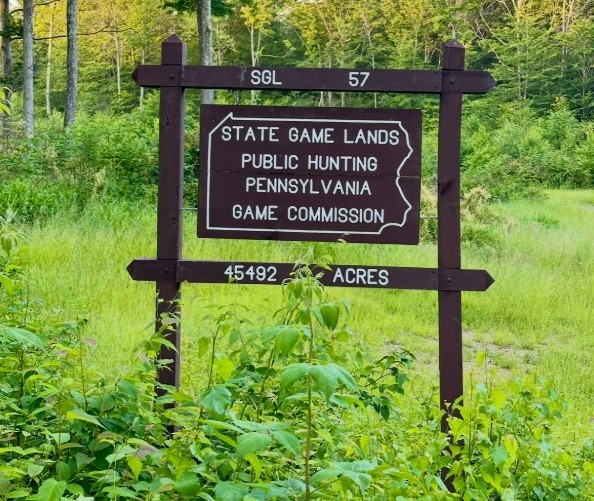 SGL 57
STATE GAME LANDS
PUBLIC HUNTING
PENNSYLVANIA
GAME COMMISSION
45492 ACRES